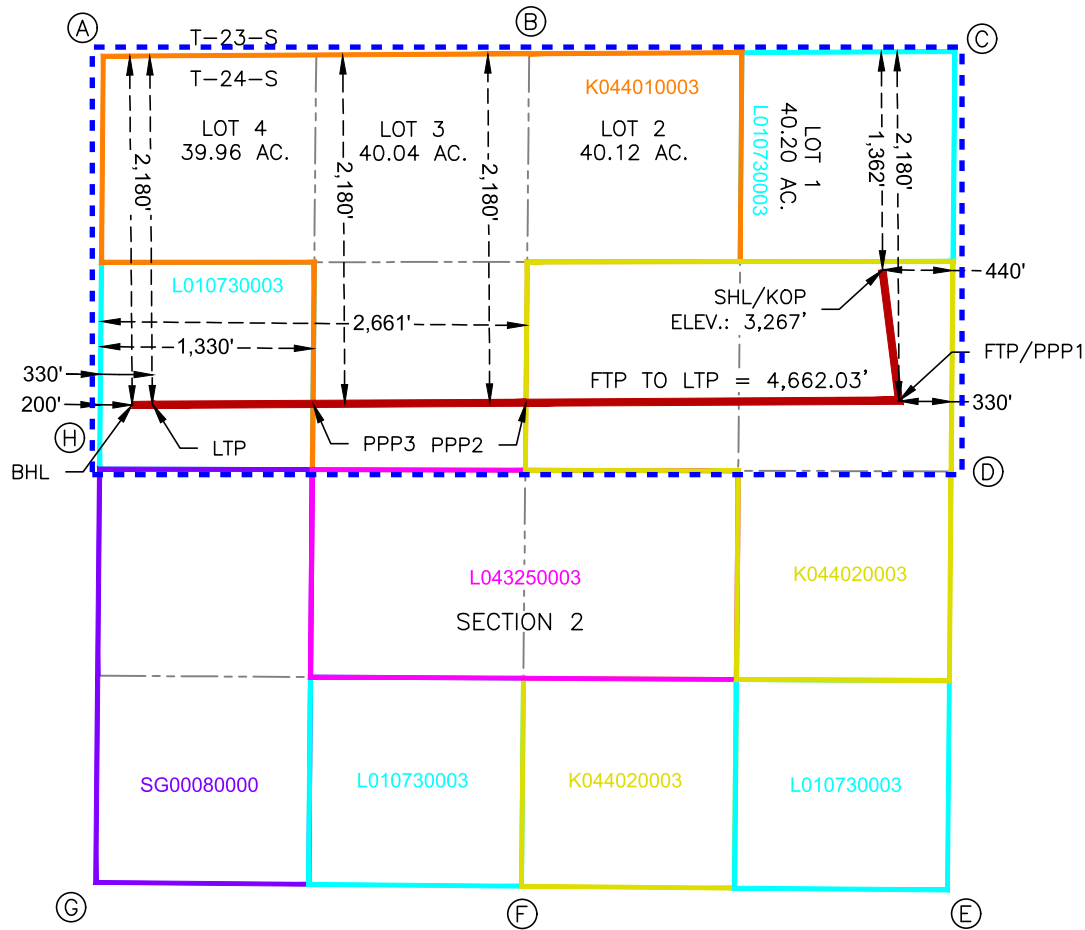 A
B
C
T-23-S
T-24-S
K044010003
LOT 4
39.96 AC.
LOT 3
40.04 AC.
LOT 2
40.12 AC.
LOT 1
40.20 AC.
L010730003
2,180'
2,180'
2,180'
1,362'
2,180'
L010730003
440'
SHL/KOP
ELEV.: 3,267'
2,661'
1,330'
FTP/PPP1
330'
FTP TO LTP = 4,662.03'
200'
330'
H
LTP
PPP3
PPP2
BHL
D
L043250003
K044020003
SECTION 2
SG00080000
L010730003
K044020003
L010730003
G
F
E